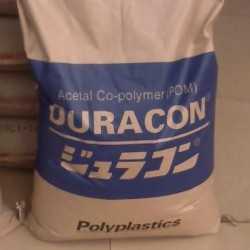 Acetal Co-polymer (POM)
DURACON®
ジュラコン®
Polyplastics